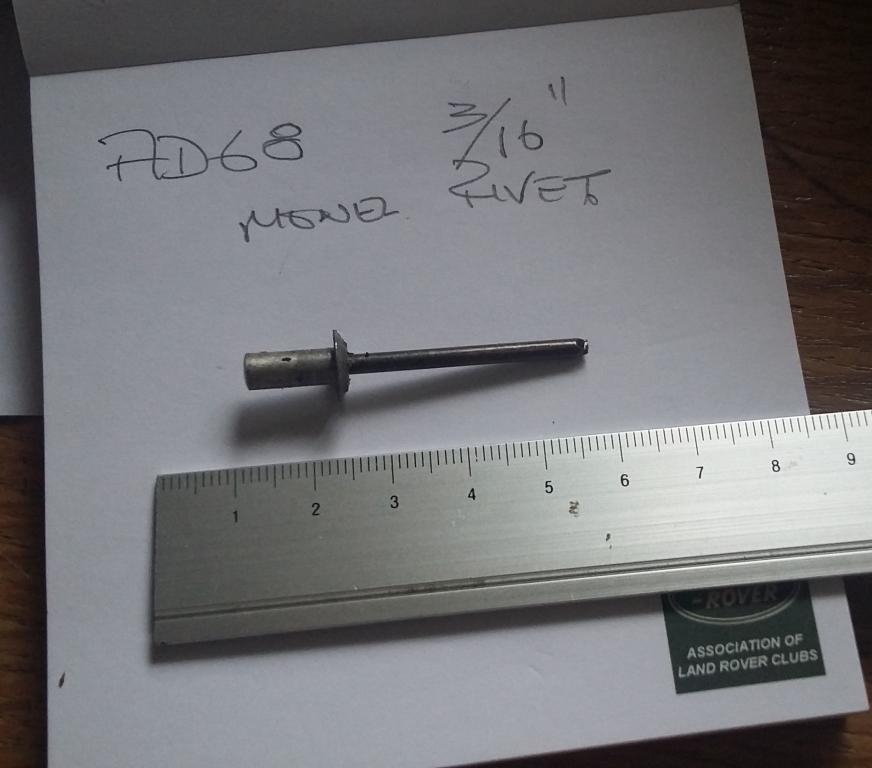 AD68 3/16"
MONEL RIVET
1 2 3 4 5 6 7 8 9
-ROVER
ASSOCIATION OF
LAND ROVER CLUBS